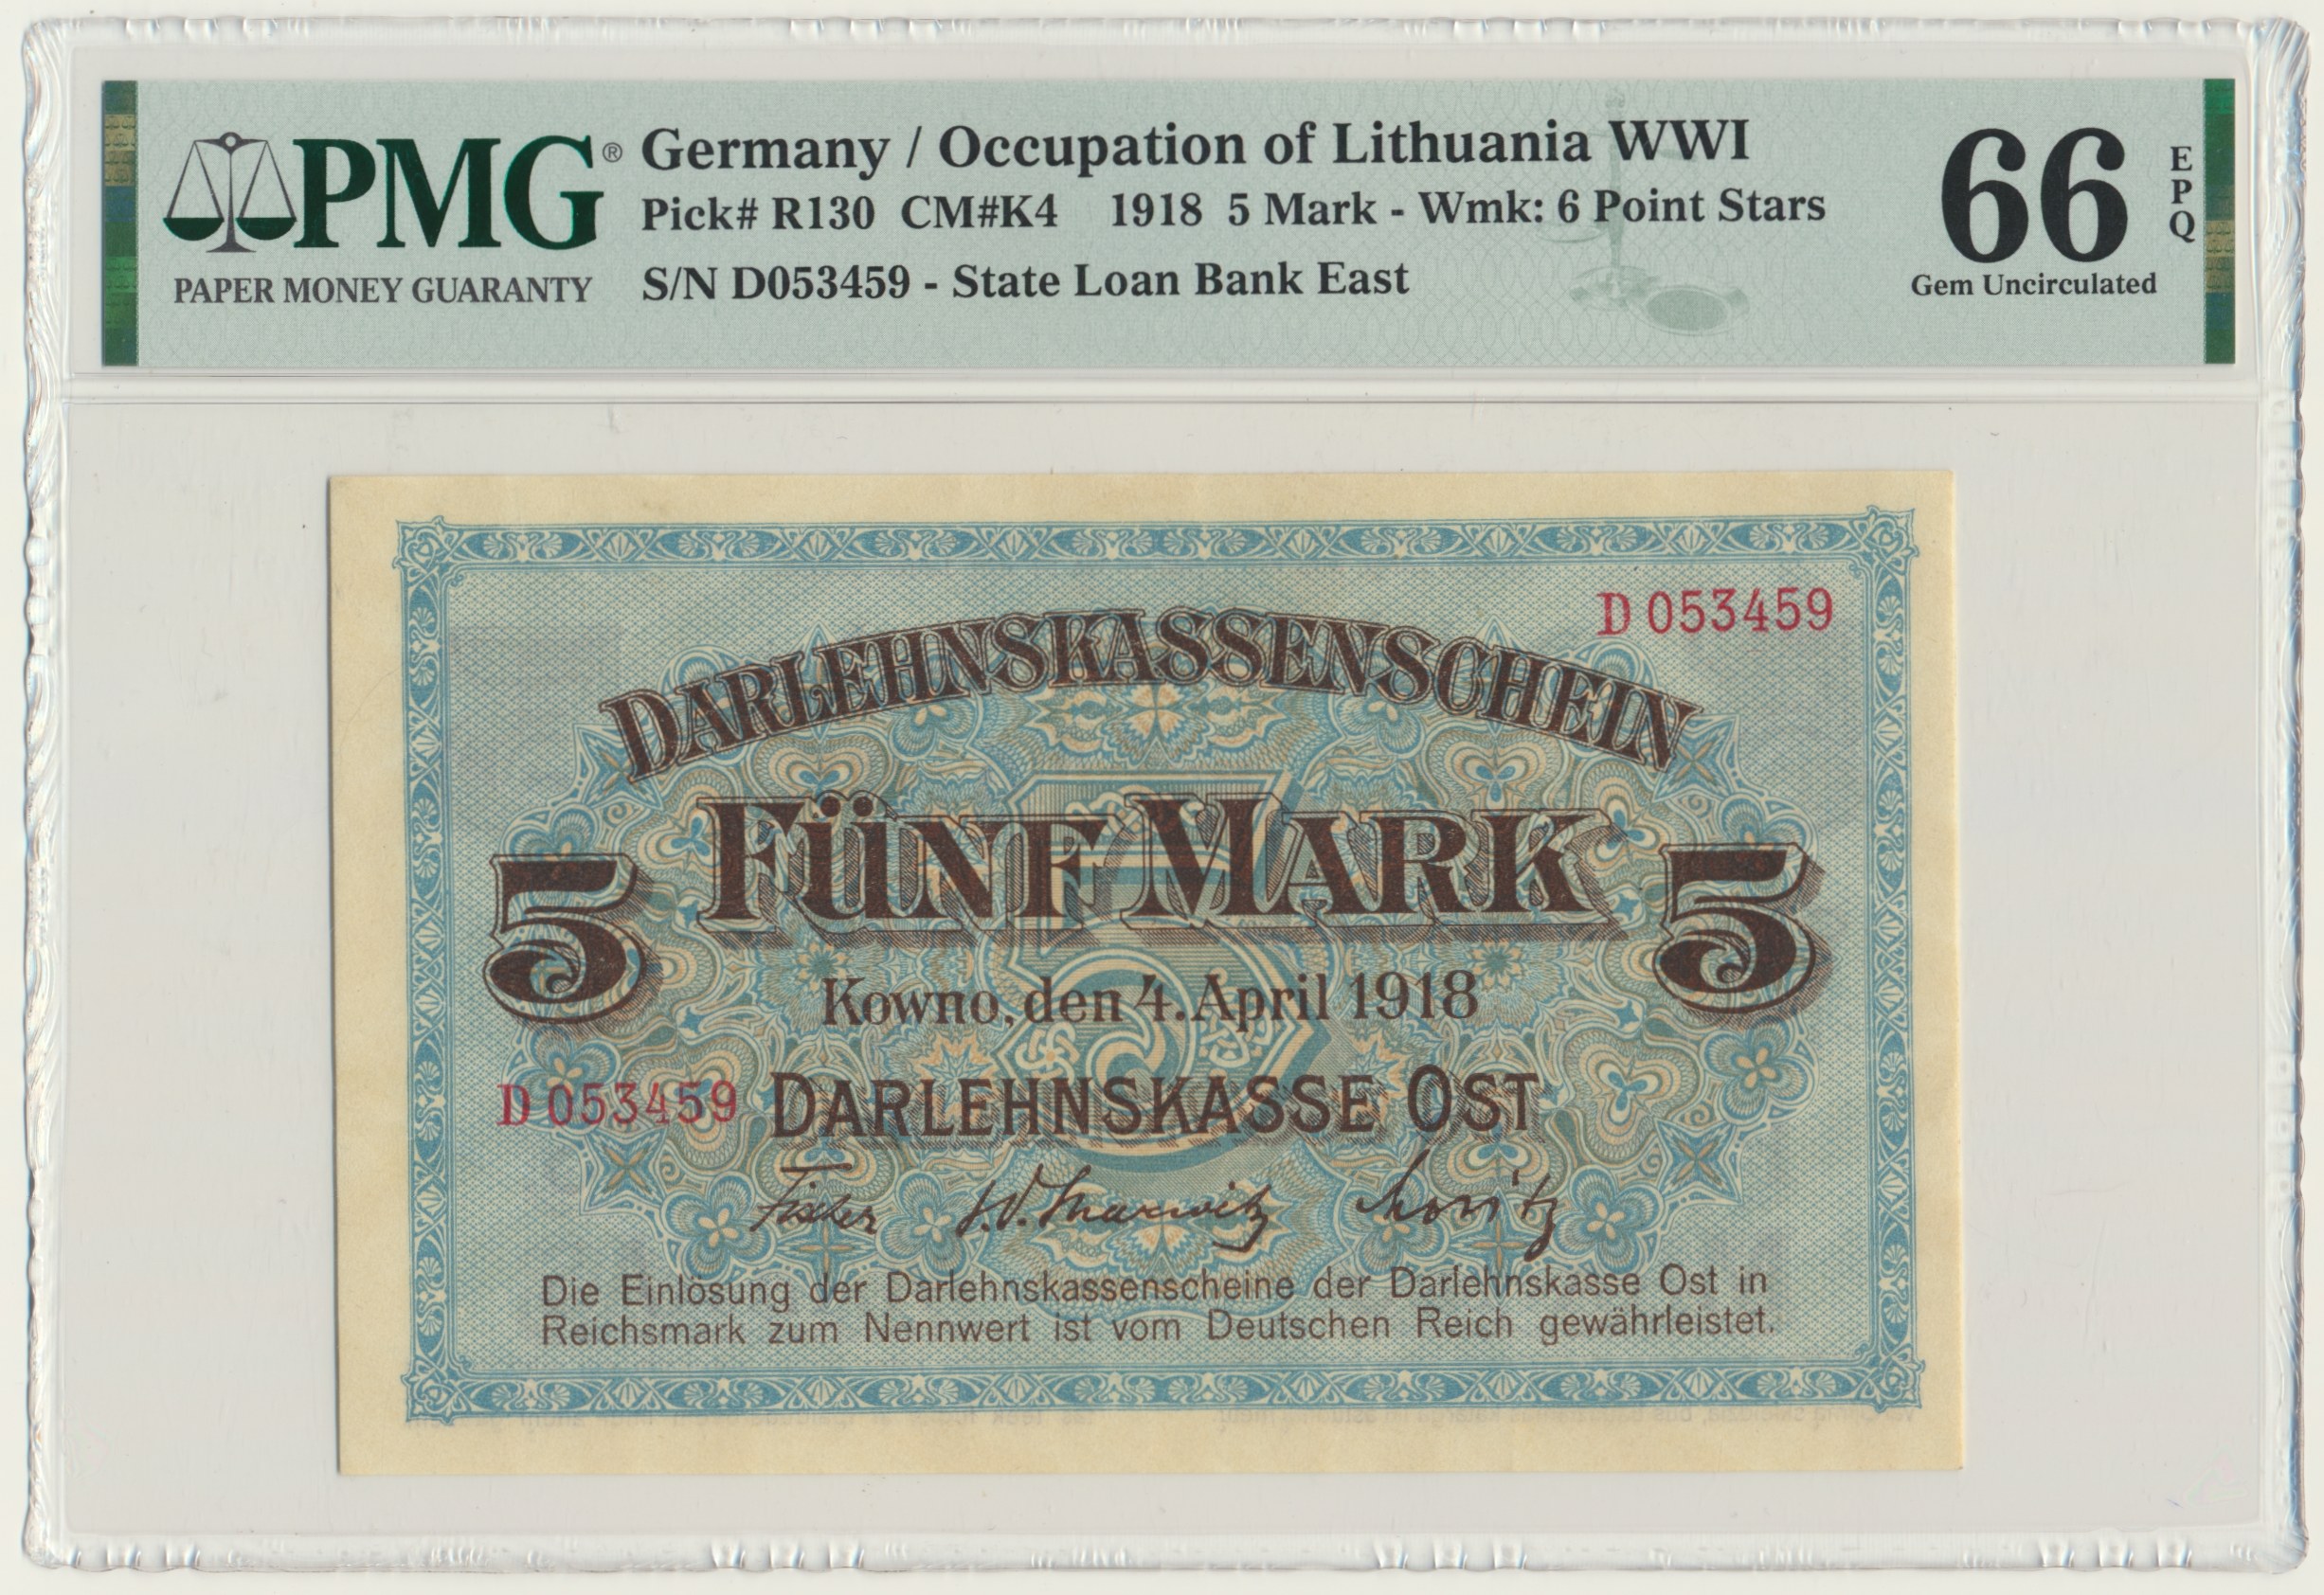 PMG®
PAPER MONEY GUARANTY
Germany / Occupation of Lithuania WWI
Pick# R130 CM#K4 1918 5 Mark - Wmk: 6 Point Stars
S/N D053459 - State Loan Bank East
66
EPQ
Gem Uncirculated
D 053459
DARLEHNSKASSENSCHEIN
FÜNF MARK
5
5
5
Kowno, den 4. April 1918
D 053459
DARLEHNSKASSE OST
Fischer
Moritz
Die Einlösung der Darlehnskassenscheine der Darlehnskasse Ost in
Reichsmark zum Nennwert ist vom Deutschen Reich gewährleistet.